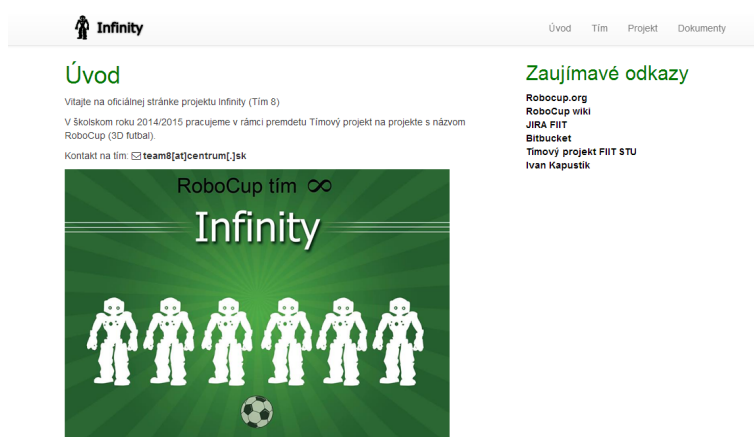 Infinity
Úvod Tím Projekt Dokumenty
Úvod
Vitajte na oficiálnej stránke projektu Infinity (Tím 8)
V školskom roku 2014/2015 pracujeme v rámci premdetu Tímový projekt na projekte s názvom
RoboCup (3D futbal).
Kontakt na tím: team8[at]centrum[.]sk
RoboCup tím ∞
Infinity
Zaujímavé odkazy
Robocup.org
RoboCup wiki
JIRA FIIT
Bitbucket
Tímový projekt FIIT STU
Ivan Kapustík